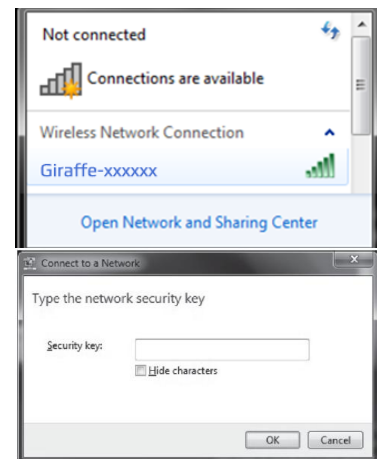 Not connected
Connections are available
Wireless Network Connection
Giraffe-xxxxxx
Open Network and Sharing Center
Connect to a Network
Type the network security key
Security key:
Hide characters
OK Cancel